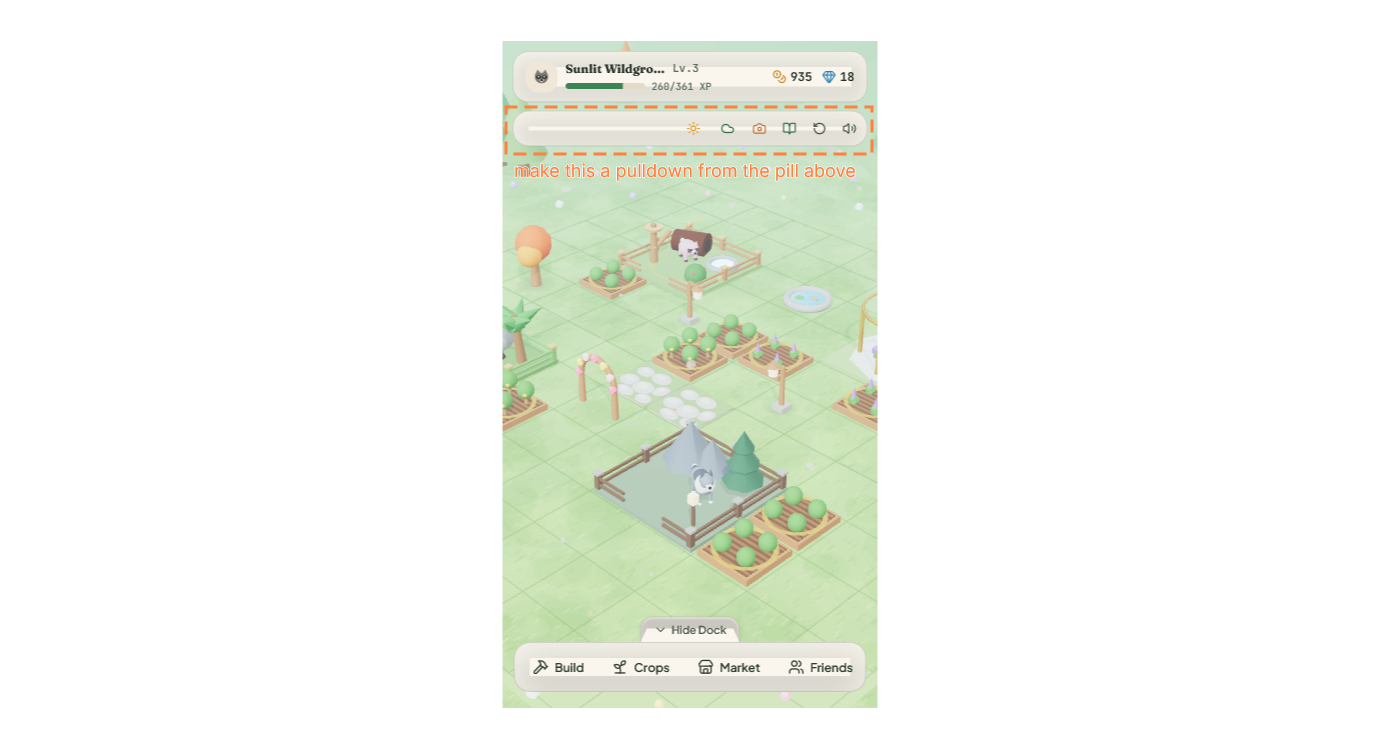 Sunlit Wildgro... Lv.3
260/361 XP
935 18
make this a pulldown from the pill above
Hide Dock
Build Crops Market Friends